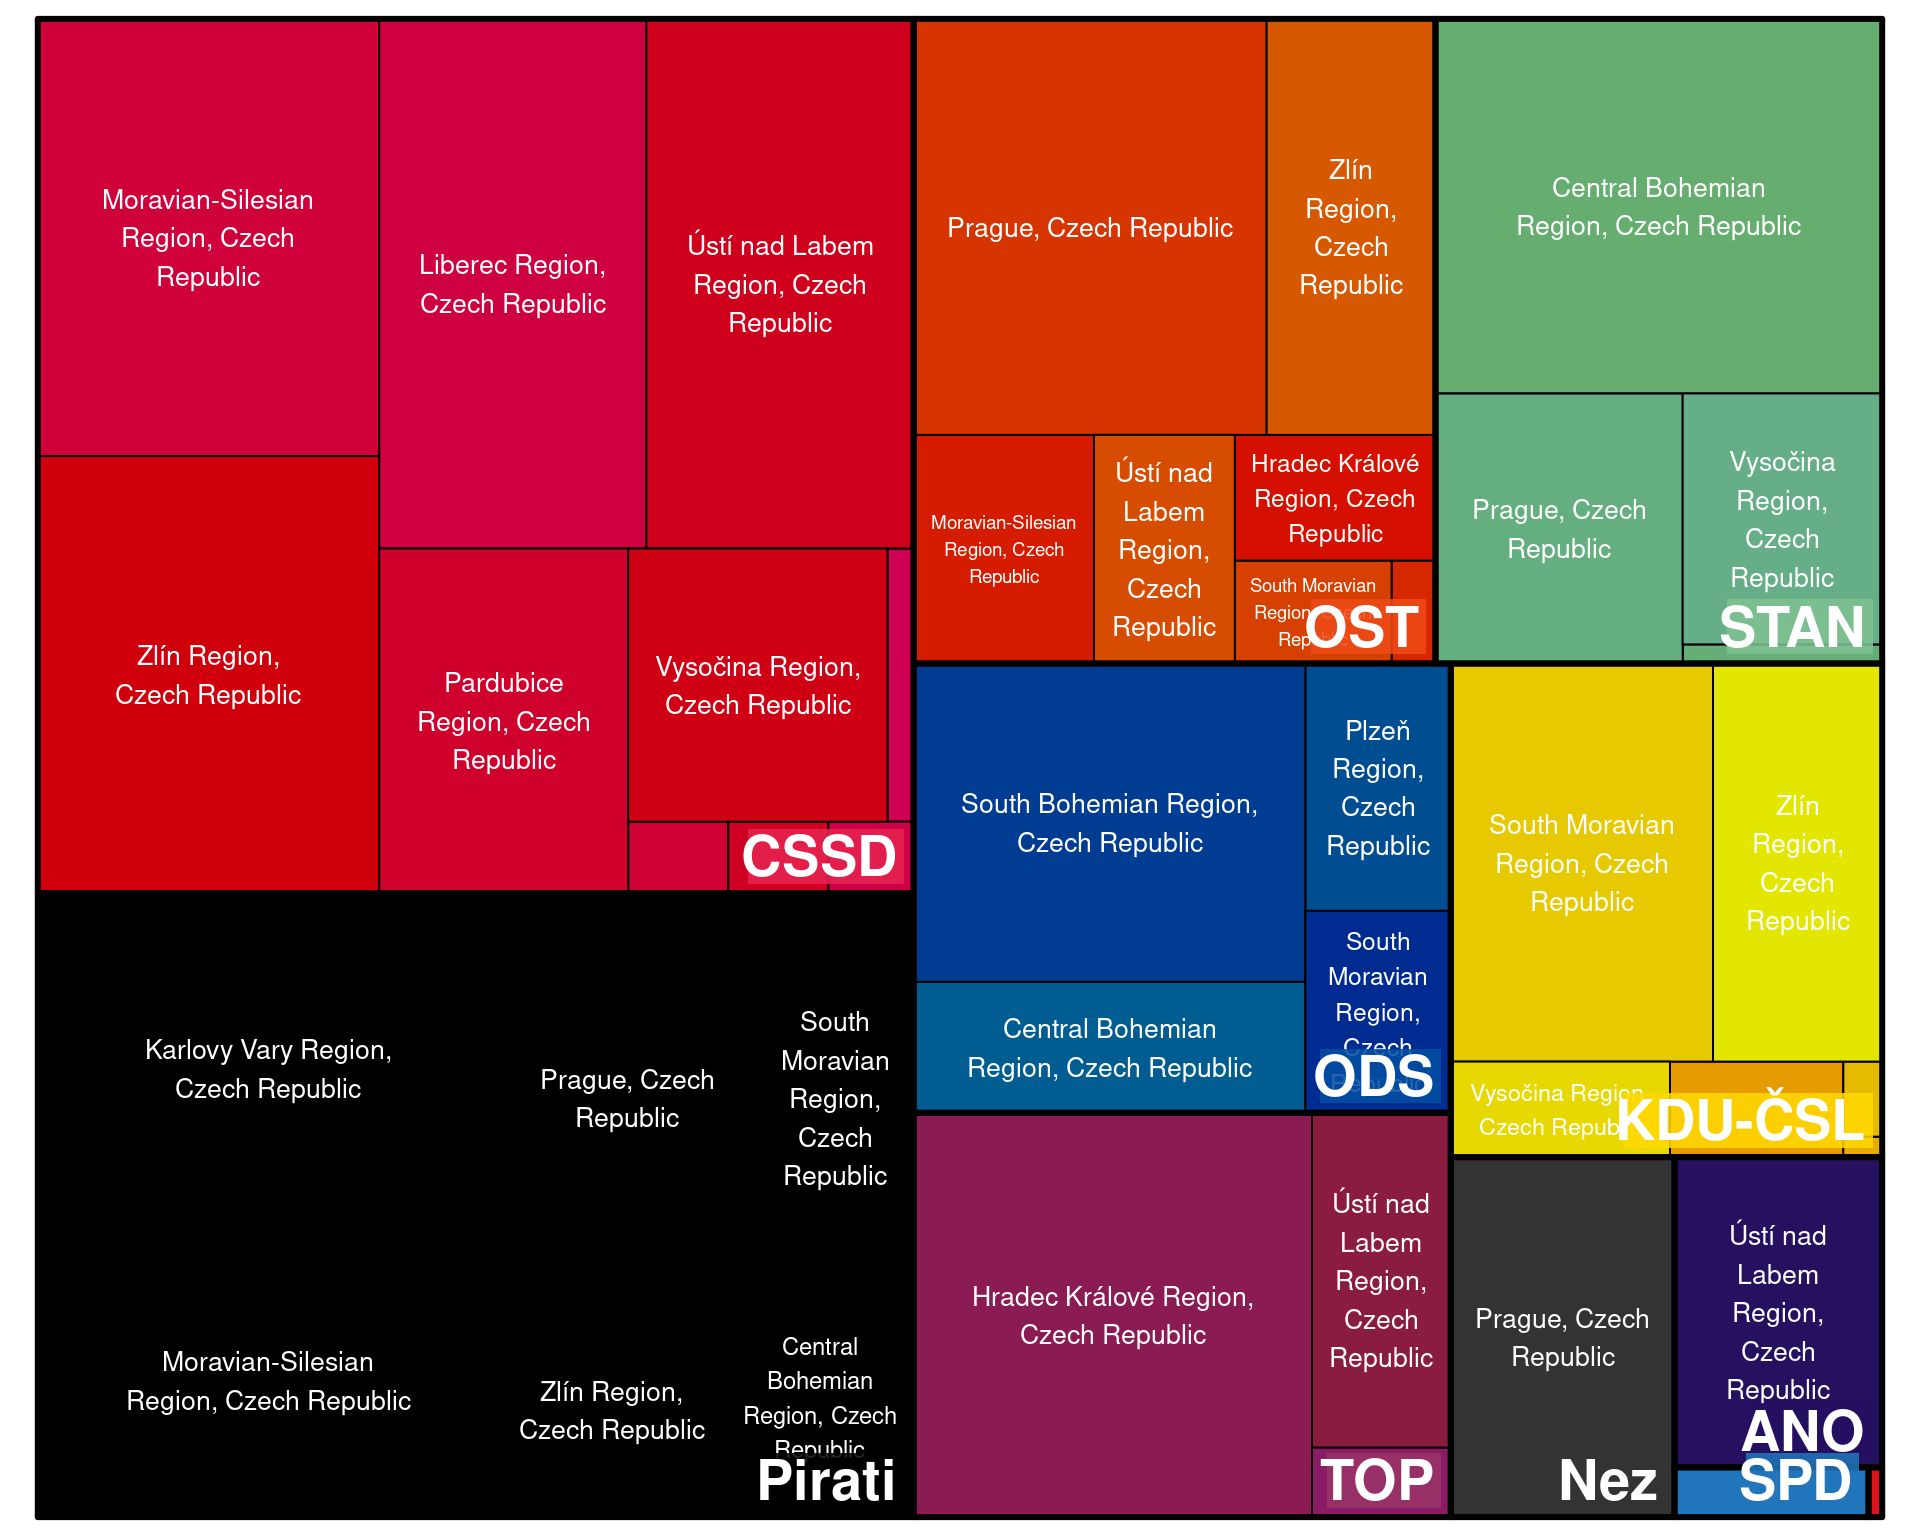 Moravian-Silesian
Region, Czech
Republic
Liberec Region,
Czech Republic
Ústí nad Labem
Region, Czech
Republic
Zlín Region,
Czech Republic
Pardubice
Region, Czech
Republic
Vysočina Region,
Czech Republic
CSSD
Prague, Czech Republic
Zlín
Region,
Czech
Republic
Moravian-Silesian
Region, Czech
Republic
Ústí nad
Labem
Region,
Czech
Republic
Hradec Králové
Region, Czech
Republic
South Moravian
Region
OST
Central Bohemian
Region, Czech Republic
Prague, Czech
Republic
Vysočina
Region,
Czech
Republic
STAN
South Bohemian Region,
Czech Republic
Plzeň
Region,
Czech
Republic
Central Bohemian
Region, Czech Republic
South
Moravian
Region,
Czech
ODS
South Moravian
Region, Czech
Republic
Zlín
Region,
Czech
Republic
Vysočina Region
Czech
KDU-ČSL
Karlovy Vary Region,
Czech Republic
Prague, Czech
Republic
South
Moravian
Region,
Czech
Republic
Moravian-Silesian
Region, Czech Republic
Zlín Region,
Czech Republic
Central
Bohemian
Region, Czech
Republic
Pirati
Hradec Králové Region,
Czech Republic
Ústí nad
Labem
Region,
Czech
Republic
TOP
Prague, Czech
Republic
Nez
Ústí nad
Labem
Region,
Czech
Republic
ANO
SPD